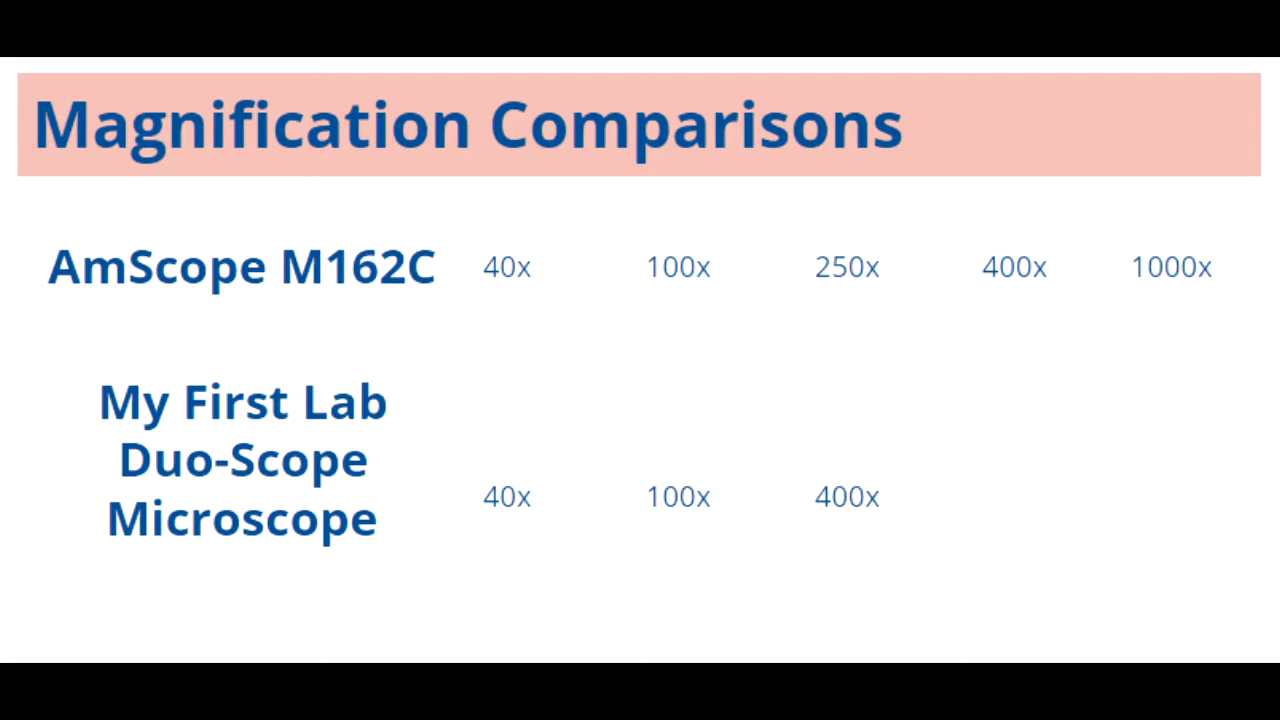 Magnification Comparisons
AmScope M162C 40x 100x 250x 400x 1000x
My First Lab
Duo-Scope
Microscope 40x 100x 400x